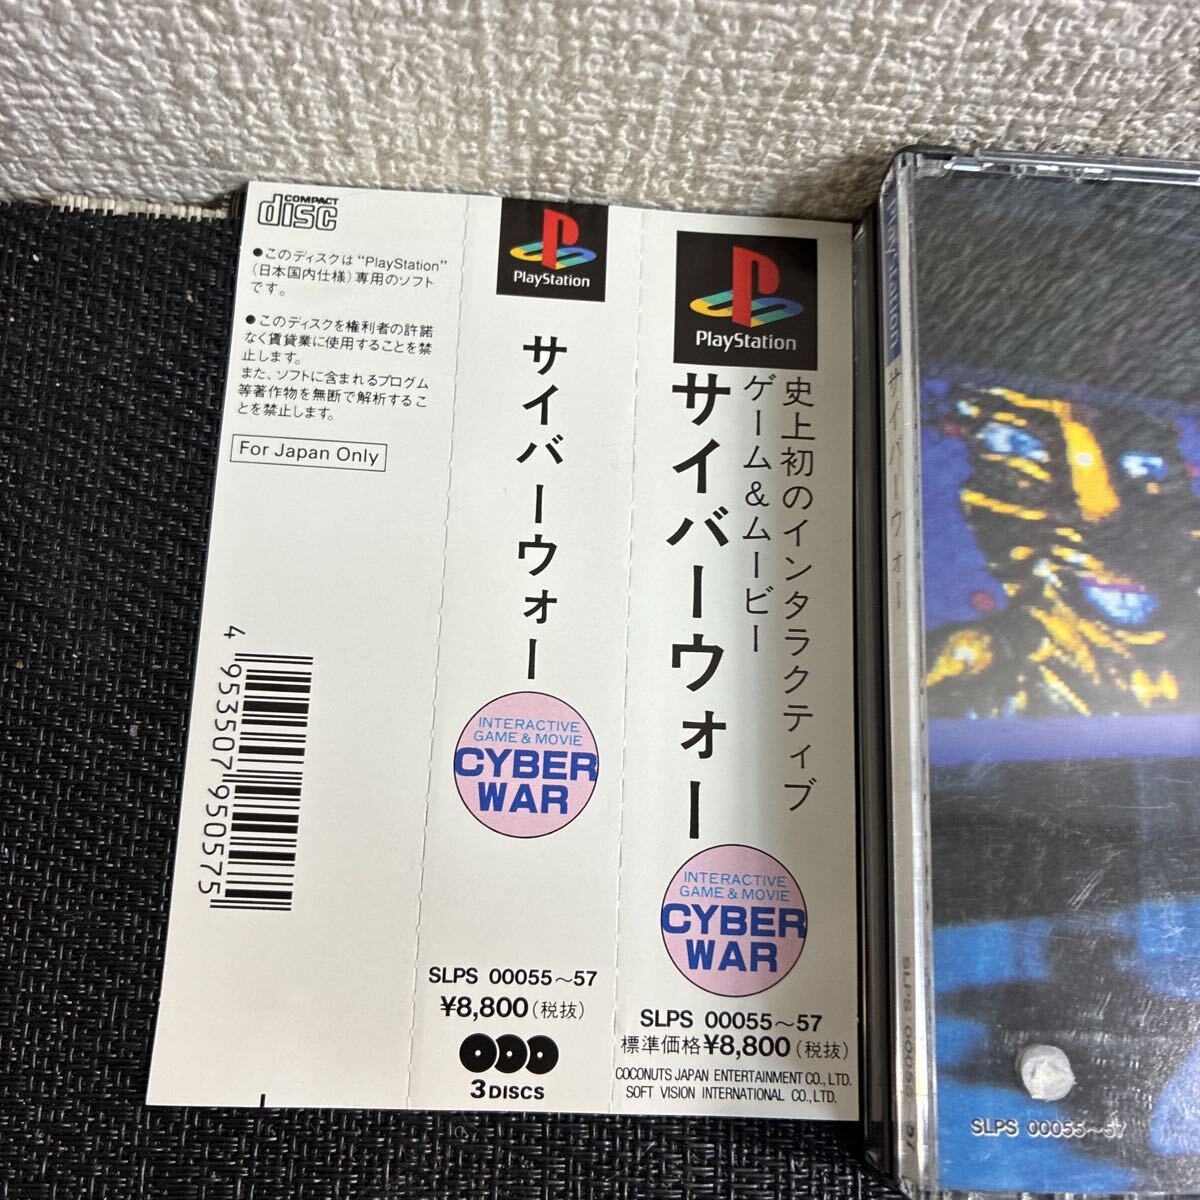 COMPACT
disc
●このディスクは“PlayStation”
(日本国内仕様)専用のソフト
です。
●このディスクを権利者の許諾
なく賃貸業に使用することを禁
止します。
また、ソフトに含まれるプログム
等著作物を無断で解析するこ
とを禁止します。
For Japan Only
4 953507 950575
PlayStation
サイバーウォー
INTERACTIVE
GAME & MOVIE
CYBER
WAR
SLPS 00055～57
¥8,800(税抜)
3 DISCS
PlayStation
史上初のインタラクティブ
ゲーム&ムービー
サイバーウォー
INTERACTIVE
GAME & MOVIE
CYBER
WAR
SLPS 00055～57
標準価格¥8,800(税抜)
COCONUTS JAPAN ENTERTAINMENT CO., LTD.
SOFT VISION INTERNATIONAL CO., LTD.
PlayStation
サイバーウォー
SLPS 00055
SLPS 00055～57